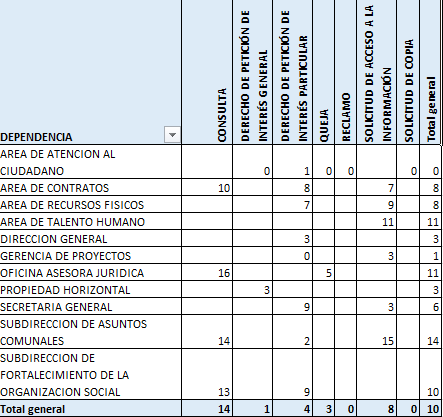 DEPENDENCIA CONSULTA DERECHO DE PETICIÓN DE INTERÉS GENERAL DERECHO DE PETICIÓN DE INTERÉS PARTICULAR QUEJA RECLAMO SOLICITUD DE ACCESO A LA INFORMACIÓN SOLICITUD DE COPIA Total general
AREA DE ATENCION AL
CIUDADANO 0 1 0 0 0 0
AREA DE CONTRATOS 10 8 7 8
AREA DE RECURSOS FISICOS 7 9 8
AREA DE TALENTO HUMANO 11 11
DIRECCION GENERAL 3 3
GERENCIA DE PROYECTOS 0 3 1
OFICINA ASESORA JURIDICA 16 5 11
PROPIEDAD HORIZONTAL 3 3
SECRETARIA GENERAL 9 3 6
SUBDIRECCION DE ASUNTOS
COMUNALES 14 2 15 14
SUBDIRECCION DE
FORTALECIMIENTO DE LA
ORGANIZACION SOCIAL 13 9 10
Total general 14 1 4 3 0 8 0 10